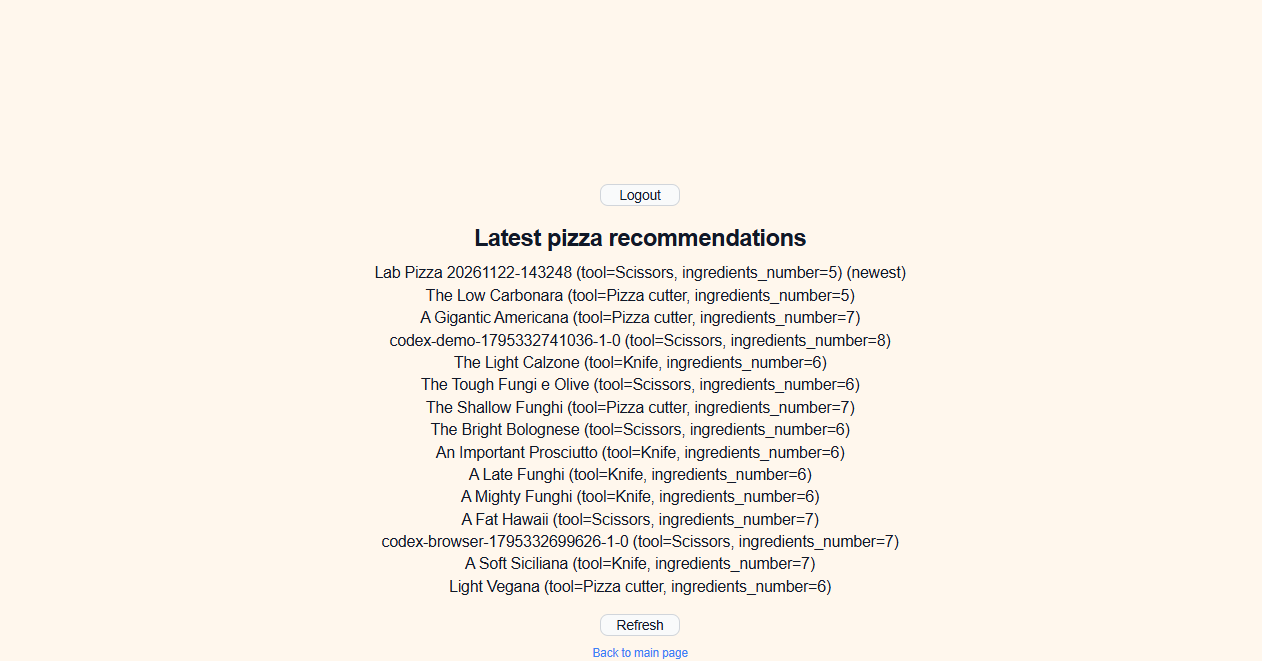 Logout
Latest pizza recommendations
Lab Pizza 20261122-143248 (tool=Scissors, ingredients_number=5) (newest)
The Low Carbonara (tool=Pizza cutter, ingredients_number=5)
A Gigantic Americana (tool=Pizza cutter, ingredients_number=7)
codex-demo-1795332741036-1-0 (tool=Scissors, ingredients_number=8)
The Light Calzone (tool=Knife, ingredients_number=6)
The Tough Fungi e Olive (tool=Scissors, ingredients_number=6)
The Shallow Funghi (tool=Pizza cutter, ingredients_number=7)
The Bright Bolognese (tool=Scissors, ingredients_number=6)
An Important Prosciutto (tool=Knife, ingredients_number=6)
A Late Funghi (tool=Knife, ingredients_number=6)
A Mighty Funghi (tool=Knife, ingredients_number=6)
A Fat Hawaii (tool=Scissors, ingredients_number=7)
codex-browser-1795332699626-1-0 (tool=Scissors, ingredients_number=7)
A Soft Siciliana (tool=Knife, ingredients_number=7)
Light Vegana (tool=Pizza cutter, ingredients_number=6)
Refresh
Back to main page